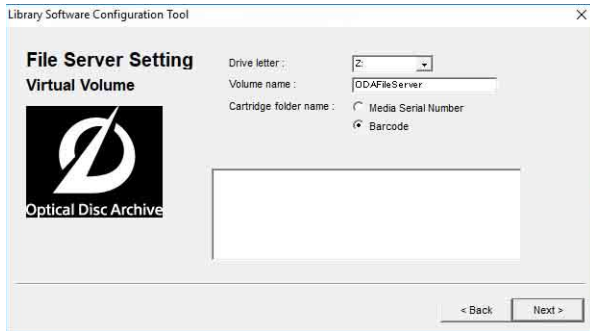 Library Software Configuration Tool
File Server Setting
Virtual Volume
Drive letter :
Z:
Volume name :
ODAFileServer
Cartridge folder name :
Media Serial Number
Barcode
Optical Disc Archive
< Back
Next >